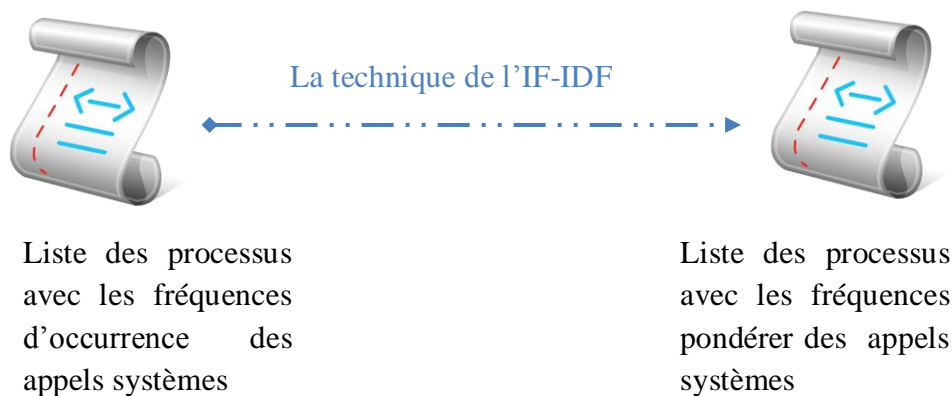 La technique de l’IF-IDF
Liste des processus
avec les fréquences
d’occurrence des
appels systèmes
Liste des processus
avec les fréquences
pondérer des appels
systèmes